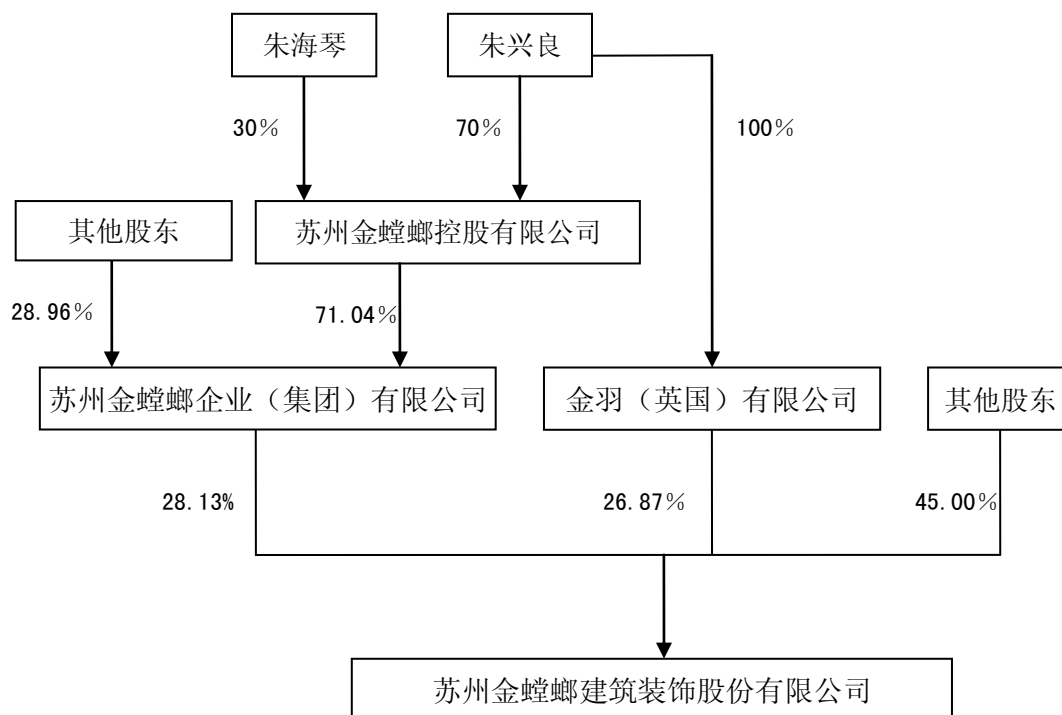 朱海琴
朱兴良
30%
70%
100%
其他股东
苏州金螳螂控股有限公司
28.96%
71.04%
苏州金螳螂企业（集团）有限公司
金羽（英国）有限公司
其他股东
28.13%
26.87%
45.00%
苏州金螳螂建筑装饰股份有限公司